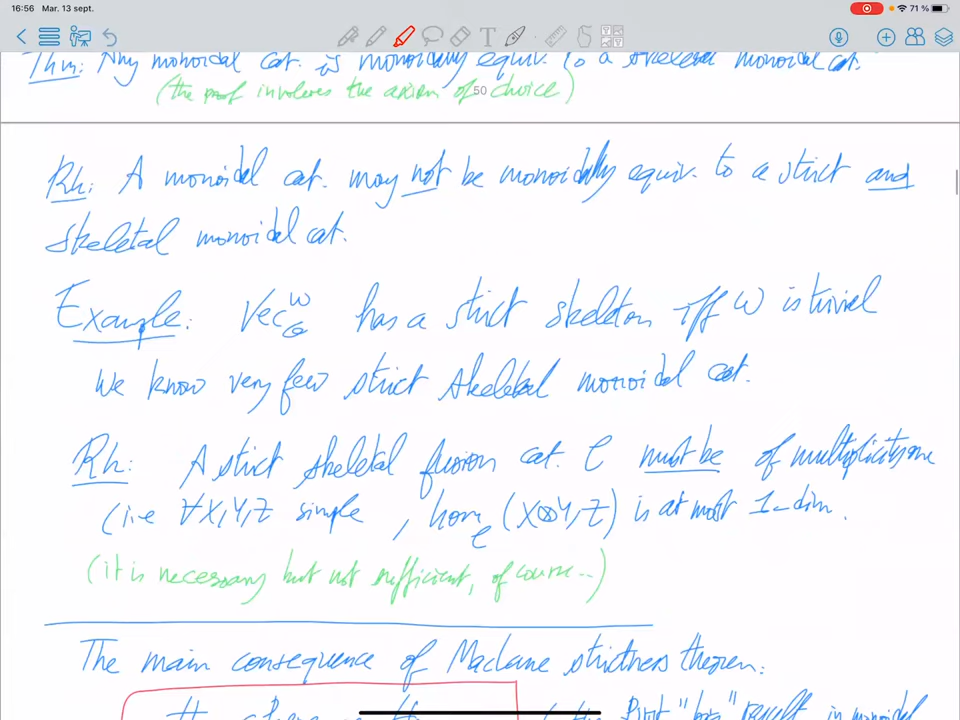 16:56 Mar. 13 sept.
71 %
Thm: Any monoidal cat. is monoidally equiv. to a skeletal monoidal cat.
(the proof involves the axiom of choice)
50
Rk: A monoidal cat. may not be monoidally equiv. to a strict and
skeletal monoidal cat.
Example: Vec_G^ω has a strict skeleton iff ω is trivial
We know very few strict skeletal monoidal cat.
Rk: A strict skeletal fusion cat. C must be of multiplicity one
(i.e ∀X,Y,Z simple, hom_C (X⊗Y,Z) is at most 1-dim.
(it is necessary but not sufficient, of course...)
The main consequence of Maclane strictness theorem: